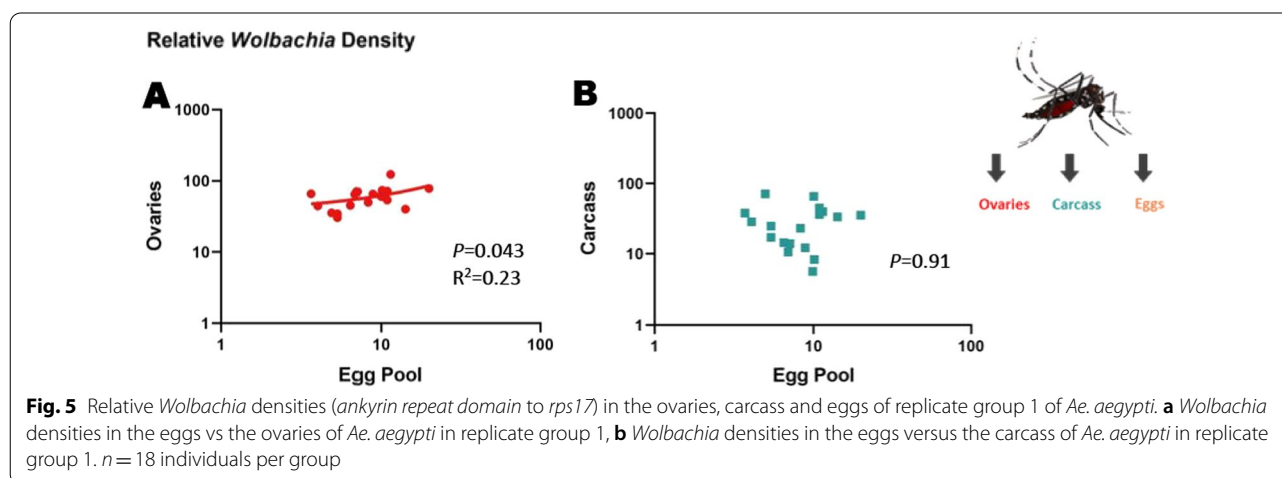 Relative Wolbachia Density
A
1000
100
10
1
Ovaries
1
10
100
Egg Pool
P=0.043
R²=0.23
B
1000
100
10
1
Carcass
1
10
100
Egg Pool
P=0.91
Ovaries
Carcass
Eggs
Fig. 5 Relative Wolbachia densities (ankyrin repeat domain to rps17) in the ovaries, carcass and eggs of replicate group 1 of Ae. aegypti. a Wolbachia
densities in the eggs vs the ovaries of Ae. aegypti in replicate group 1, b Wolbachia densities in the eggs versus the carcass of Ae. aegypti in replicate
group 1. n = 18 individuals per group